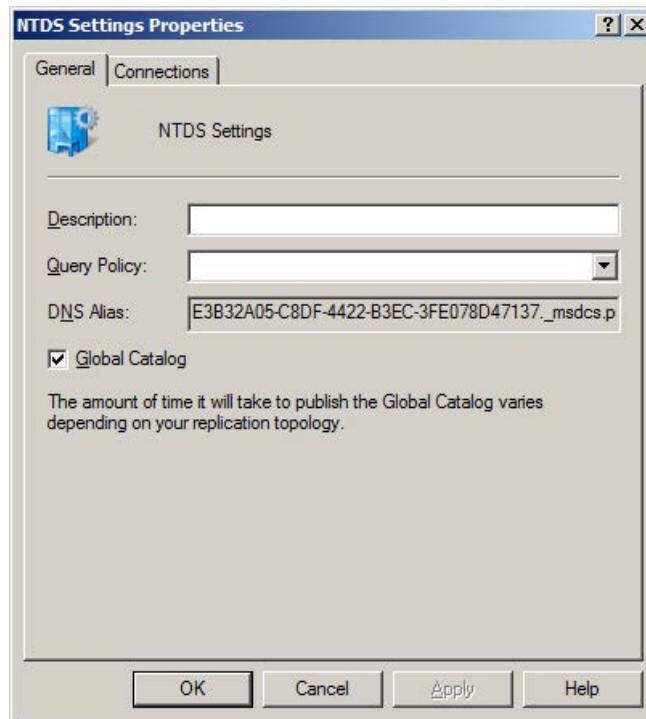 NTDS Settings Properties
General
Connections
NTDS Settings
Description:
Query Policy:
DNS Alias:
E3B32A05-C8DF-4422-B3EC-3FE078D47137._msdcs.p
Global Catalog
The amount of time it will take to publish the Global Catalog varies
depending on your replication topology.
OK
Cancel
Apply
Help